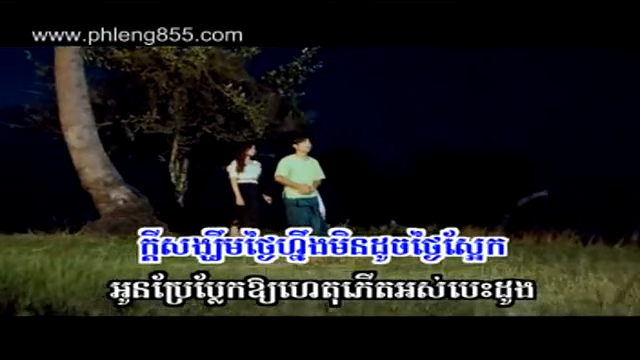 www.phleng855.com
ក្ដីសង្ឃឹមថ្ងៃហ្នឹងមិនដូចថ្ងៃស្អែក
អូនប្រែប្លែកឱ្យហេតុកើតអស់បេះដូង